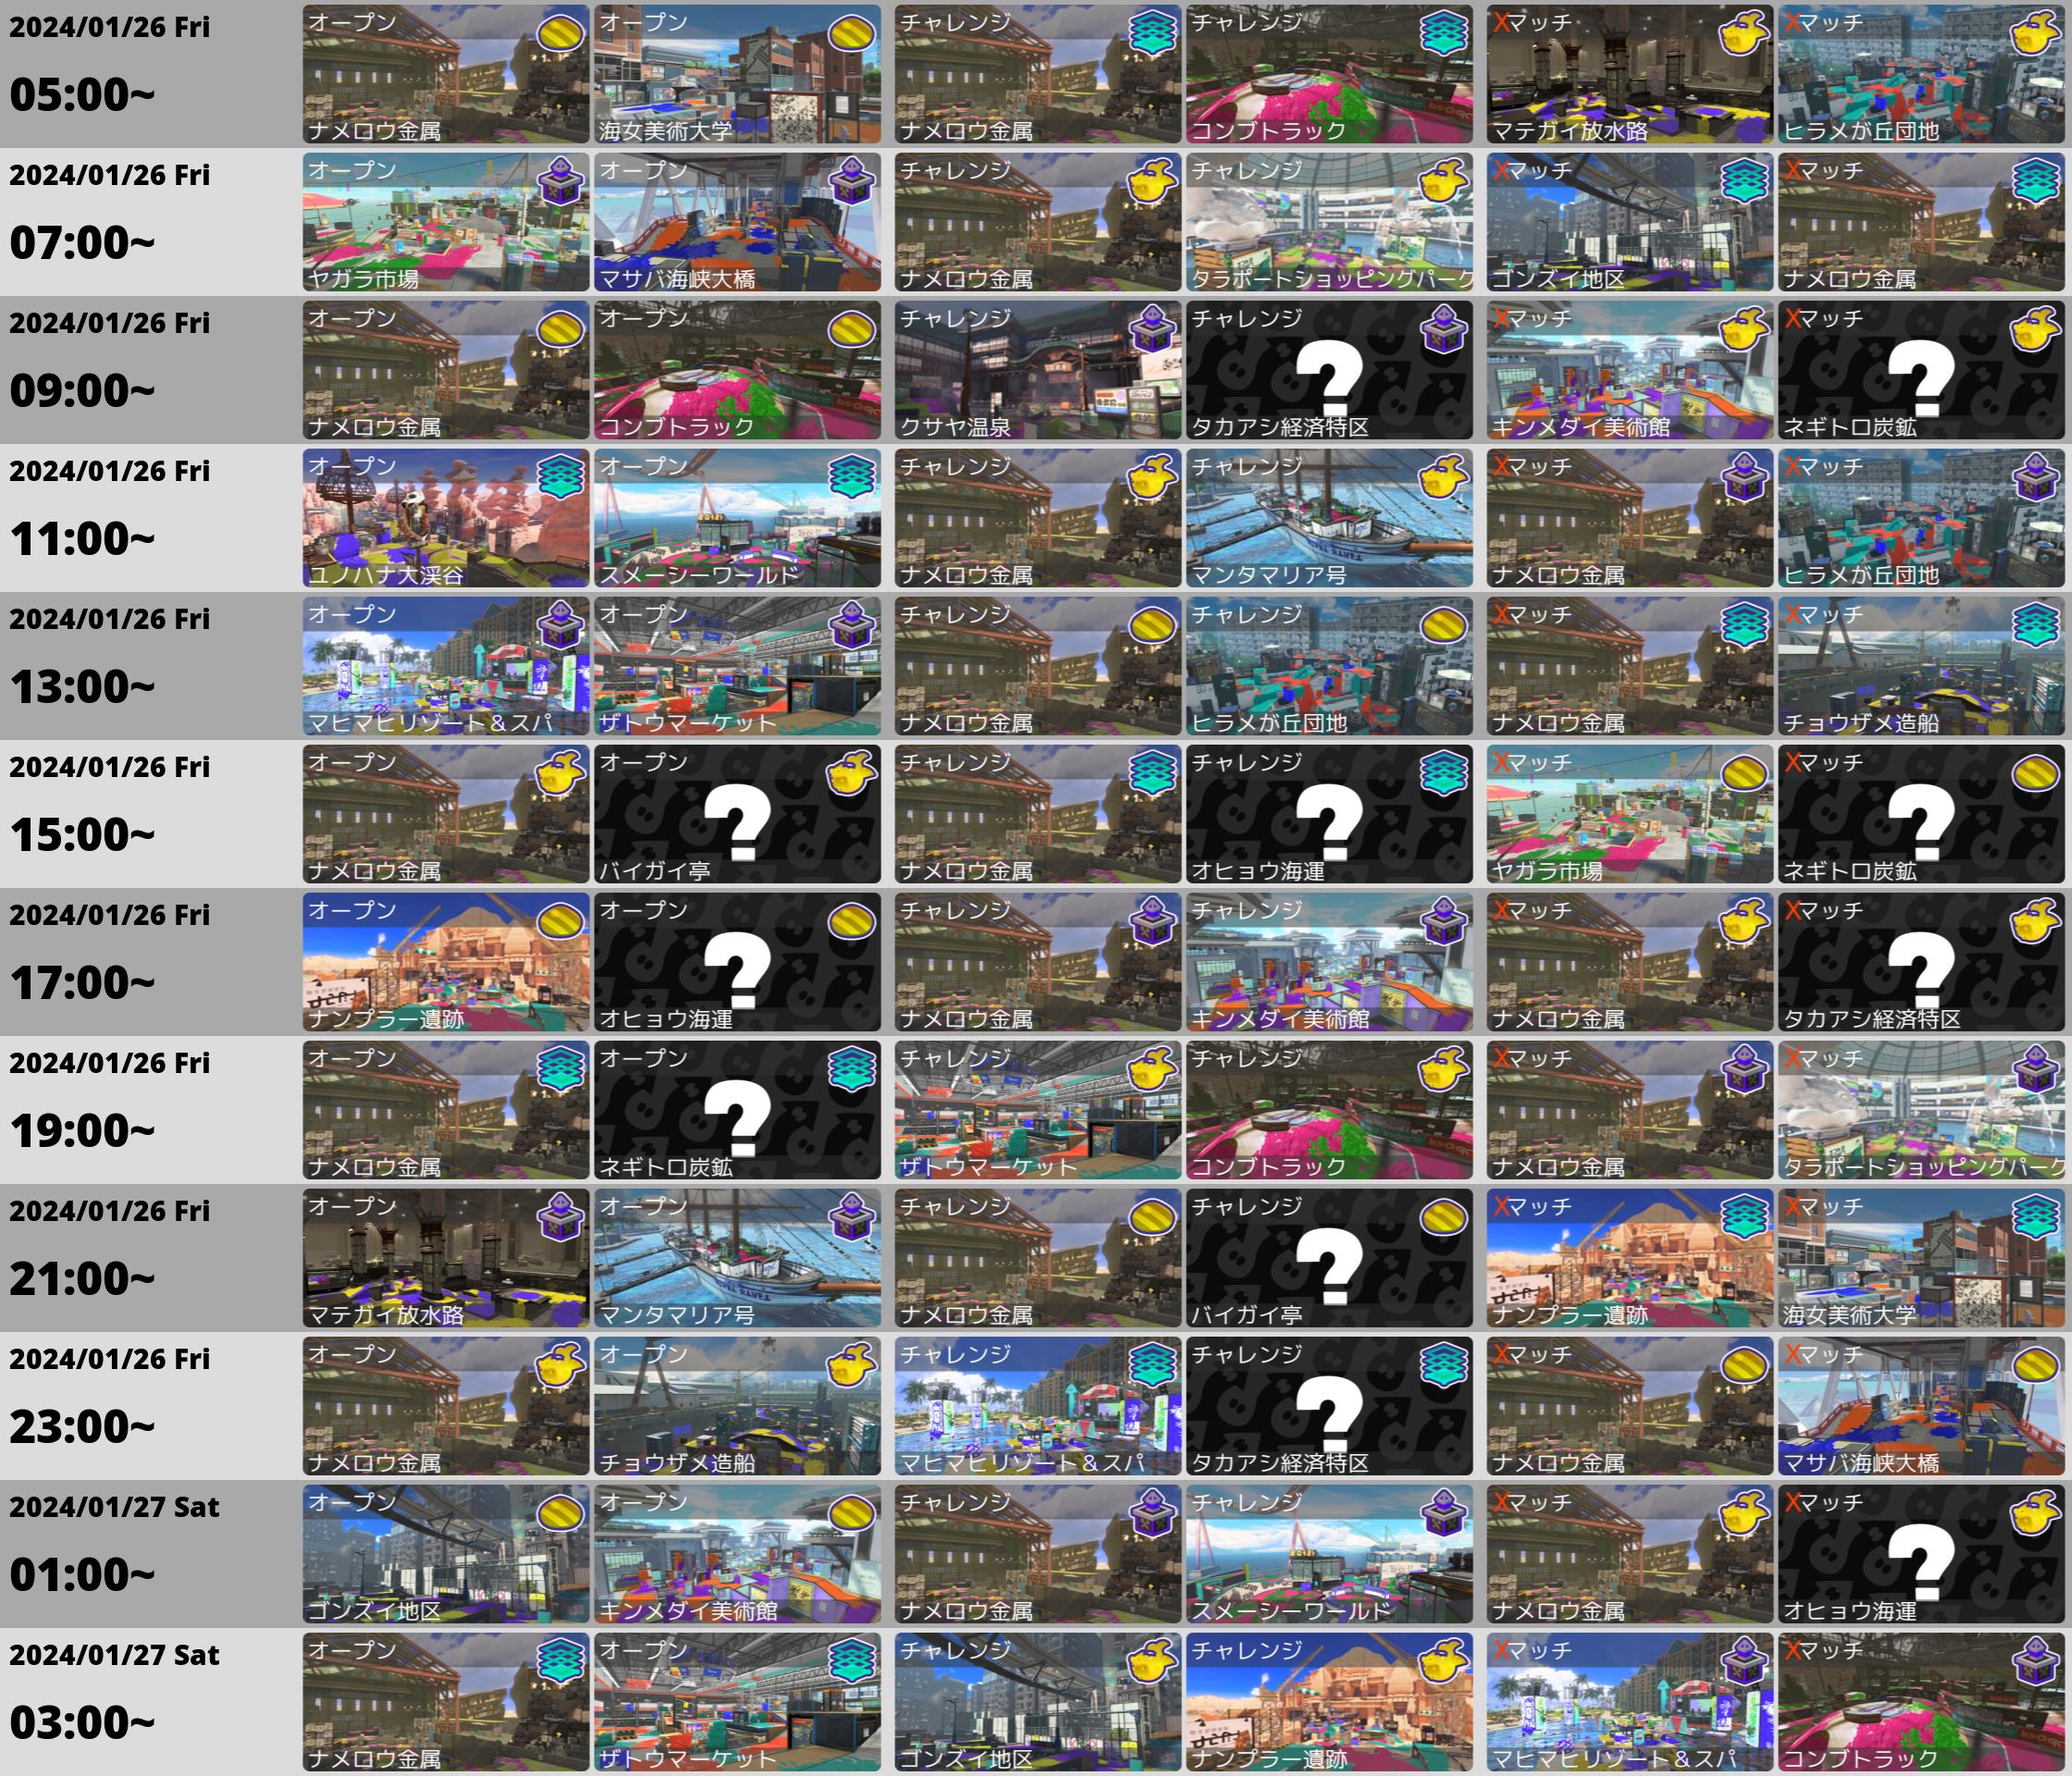 2024/01/26 Fri
05:00~
オープン オープン チャレンジ チャレンジ Xマッチ Xマッチ
ナメロウ金属 海女美術大学 ナメロウ金属 コンブトラック マテガイ放水路 ヒラメが丘団地
2024/01/26 Fri
07:00~
オープン オープン チャレンジ チャレンジ Xマッチ Xマッチ
ヤガラ市場 マサバ海峡大橋 ナメロウ金属 タラポートショッピングパーク ゴンズイ地区 ナメロウ金属
2024/01/26 Fri
09:00~
オープン オープン チャレンジ チャレンジ Xマッチ Xマッチ
?
?
ナメロウ金属 コンブトラック クサヤ温泉 タカアシ経済特区 キンメダイ美術館 ネギトロ炭鉱
2024/01/26 Fri
11:00~
オープン オープン チャレンジ チャレンジ Xマッチ Xマッチ
ユノハナ大渓谷 スメーシーワールド ナメロウ金属 マンタマリア号 ナメロウ金属 ヒラメが丘団地
2024/01/26 Fri
13:00~
オープン オープン チャレンジ チャレンジ Xマッチ Xマッチ
マヒマヒリゾート＆スパ ザトウマーケット ナメロウ金属 ヒラメが丘団地 ナメロウ金属 チョウザメ造船
2024/01/26 Fri
15:00~
オープン オープン チャレンジ チャレンジ Xマッチ Xマッチ
?
?
?
ナメロウ金属 バイガイ亭 ナメロウ金属 オヒョウ海運 ヤガラ市場 ネギトロ炭鉱
2024/01/26 Fri
17:00~
オープン オープン チャレンジ チャレンジ Xマッチ Xマッチ
?
?
ナンプラー遺跡 オヒョウ海運 ナメロウ金属 キンメダイ美術館 ナメロウ金属 タカアシ経済特区
2024/01/26 Fri
19:00~
オープン オープン チャレンジ チャレンジ Xマッチ Xマッチ
?
ナメロウ金属 ネギトロ炭鉱 ザトウマーケット コンブトラック ナメロウ金属 タラポートショッピングパーク
2024/01/26 Fri
21:00~
オープン オープン チャレンジ チャレンジ Xマッチ Xマッチ
?
マテガイ放水路 マンタマリア号 ナメロウ金属 バイガイ亭 ナンプラー遺跡 海女美術大学
2024/01/26 Fri
23:00~
オープン オープン チャレンジ チャレンジ Xマッチ Xマッチ
?
ナメロウ金属 チョウザメ造船 マヒマヒリゾート＆スパ タカアシ経済特区 ナメロウ金属 マサバ海峡大橋
2024/01/27 Sat
01:00~
オープン オープン チャレンジ チャレンジ Xマッチ Xマッチ
?
ゴンズイ地区 キンメダイ美術館 ナメロウ金属 スメーシーワールド ナメロウ金属 オヒョウ海運
2024/01/27 Sat
03:00~
オープン オープン チャレンジ チャレンジ Xマッチ Xマッチ
ナメロウ金属 ザトウマーケット ゴンズイ地区 ナンプラー遺跡 マヒマヒリゾート＆スパ コンブトラック